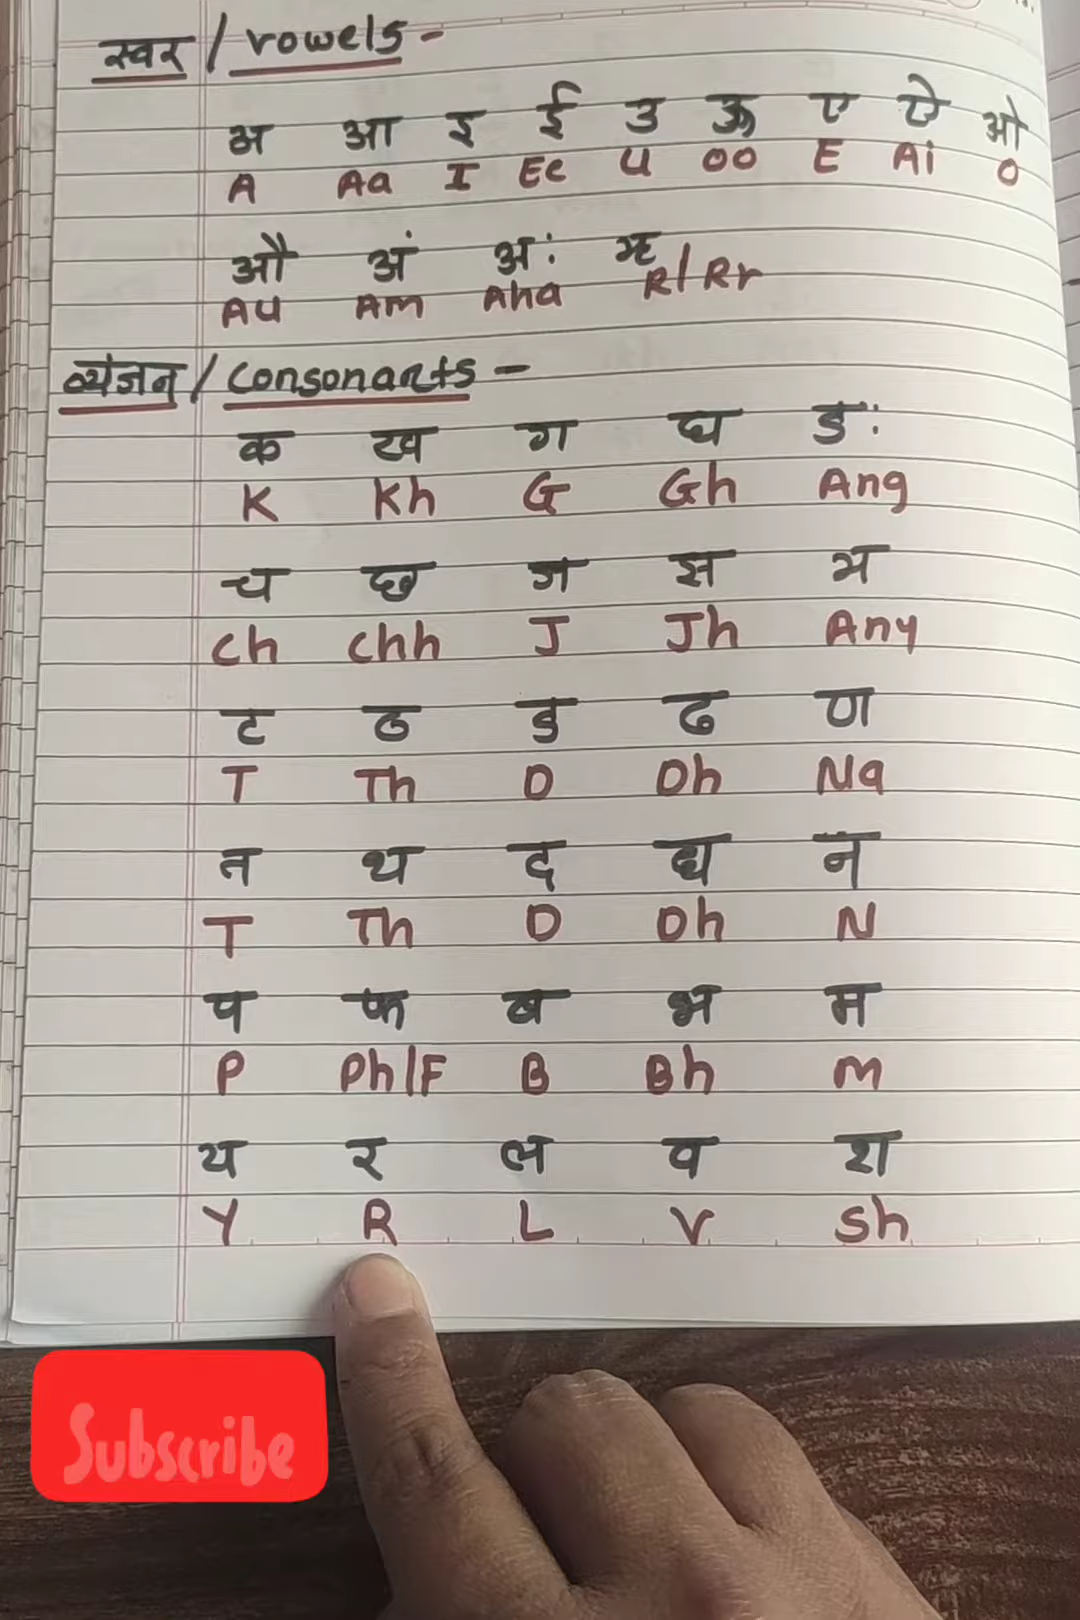 स्वर / vowels -
अ आ इ ई उ ऊ ए ऐ ओ
A Aa I Ee U oo E Ai O
औ अं अः ऋ
Au Am Aha R/Rr
व्यंजन / consonants -
क ख ग घ ङ:
K Kh G Gh Ang
च छ ज झ ञ
ch chh J Jh Any
ट ठ ड ढ ण
T Th D Dh Na
त थ द ध न
T Th D Dh N
प फ ब भ म
P Ph/F B Bh M
य र ल व श
Y R L V Sh
Subscribe